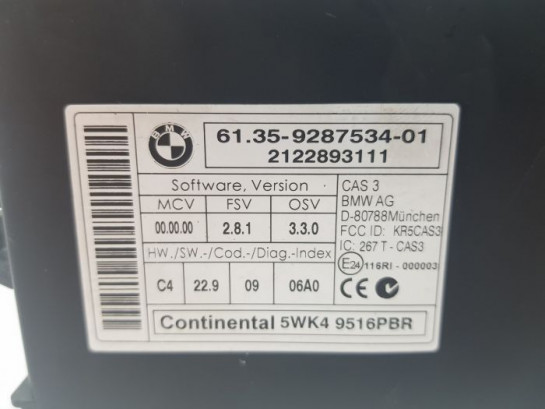 BMW
61.35-9287534-01
2122893111
Software, Version
MCV FSV OSV
00.00.00 2.8.1 3.3.0
HW./SW.-/Cod.-/Diag.-Index
C4 22.9 09 06A0
CAS 3
BMW AG
D-80788München
FCC ID: KR5CAS3
IC: 267 T - CAS3
E24 116RI - 000003
CE
Continental 5WK4 9516PBR